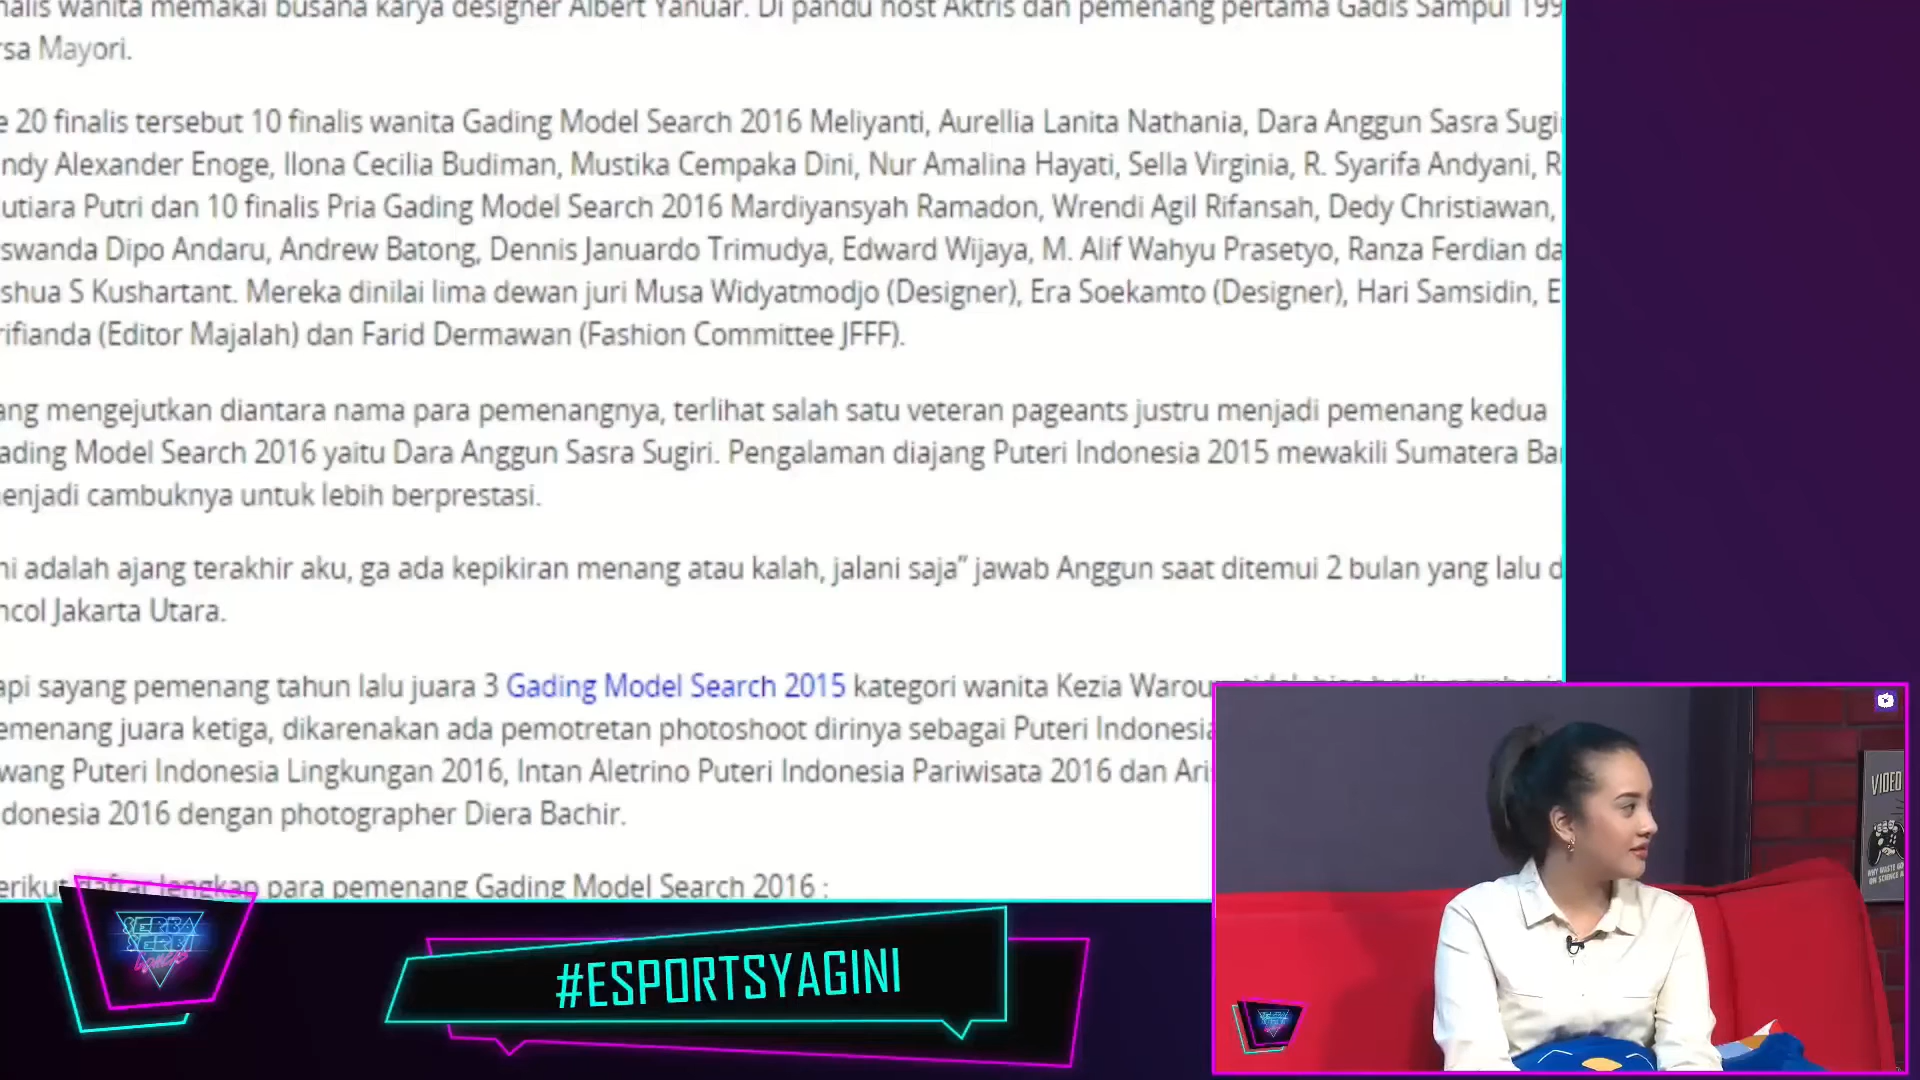 nalis wanita memakai busana karya designer Albert Yanuar. Di pandu host Aktris dan pemenang pertama Gadis Sampul 199
rsa Mayori.
e 20 finalis tersebut 10 finalis wanita Gading Model Search 2016 Meliyanti, Aurellia Lanita Nathania, Dara Anggun Sasra Sugi
ndy Alexander Enoge, Ilona Cecilia Budiman, Mustika Cempaka Dini, Nur Amalina Hayati, Sella Virginia, R. Syarifa Andyani, R
utiara Putri dan 10 finalis Pria Gading Model Search 2016 Mardiyansyah Ramadon, Wrendi Agil Rifansah, Dedy Christiawan,
swanda Dipo Andaru, Andrew Batong, Dennis Januardo Trimudya, Edward Wijaya, M. Alif Wahyu Prasetyo, Ranza Ferdian da
shua S Kushartant. Mereka dinilai lima dewan juri Musa Widyatmodjo (Designer), Era Soekamto (Designer), Hari Samsidin, E
rifianda (Editor Majalah) dan Farid Dermawan (Fashion Committee JFFF).
ang mengejutkan diantara nama para pemenangnya, terlihat salah satu veteran pageants justru menjadi pemenang kedua
ading Model Search 2016 yaitu Dara Anggun Sasra Sugiri. Pengalaman diajang Puteri Indonesia 2015 mewakili Sumatera Ba
enjadi cambuknya untuk lebih berprestasi.
ni adalah ajang terakhir aku, ga ada kepikiran menang atau kalah, jalani saja” jawab Anggun saat ditemui 2 bulan yang lalu d
ncol Jakarta Utara.
api sayang pemenang tahun lalu juara 3 Gading Model Search 2015 kategori wanita Kezia Warou
emenang juara ketiga, dikarenakan ada pemotretan photoshoot dirinya sebagai Puteri Indonesia
wang Puteri Indonesia Lingkungan 2016, Intan Aletrino Puteri Indonesia Pariwisata 2016 dan Ari
donesia 2016 dengan photographer Diera Bachir.
erikut daftar lengkap para pemenang Gading Model Search 2016 :
SERBA
SERBI
GAMERS
#ESPORTSYAGINI
VIDEO